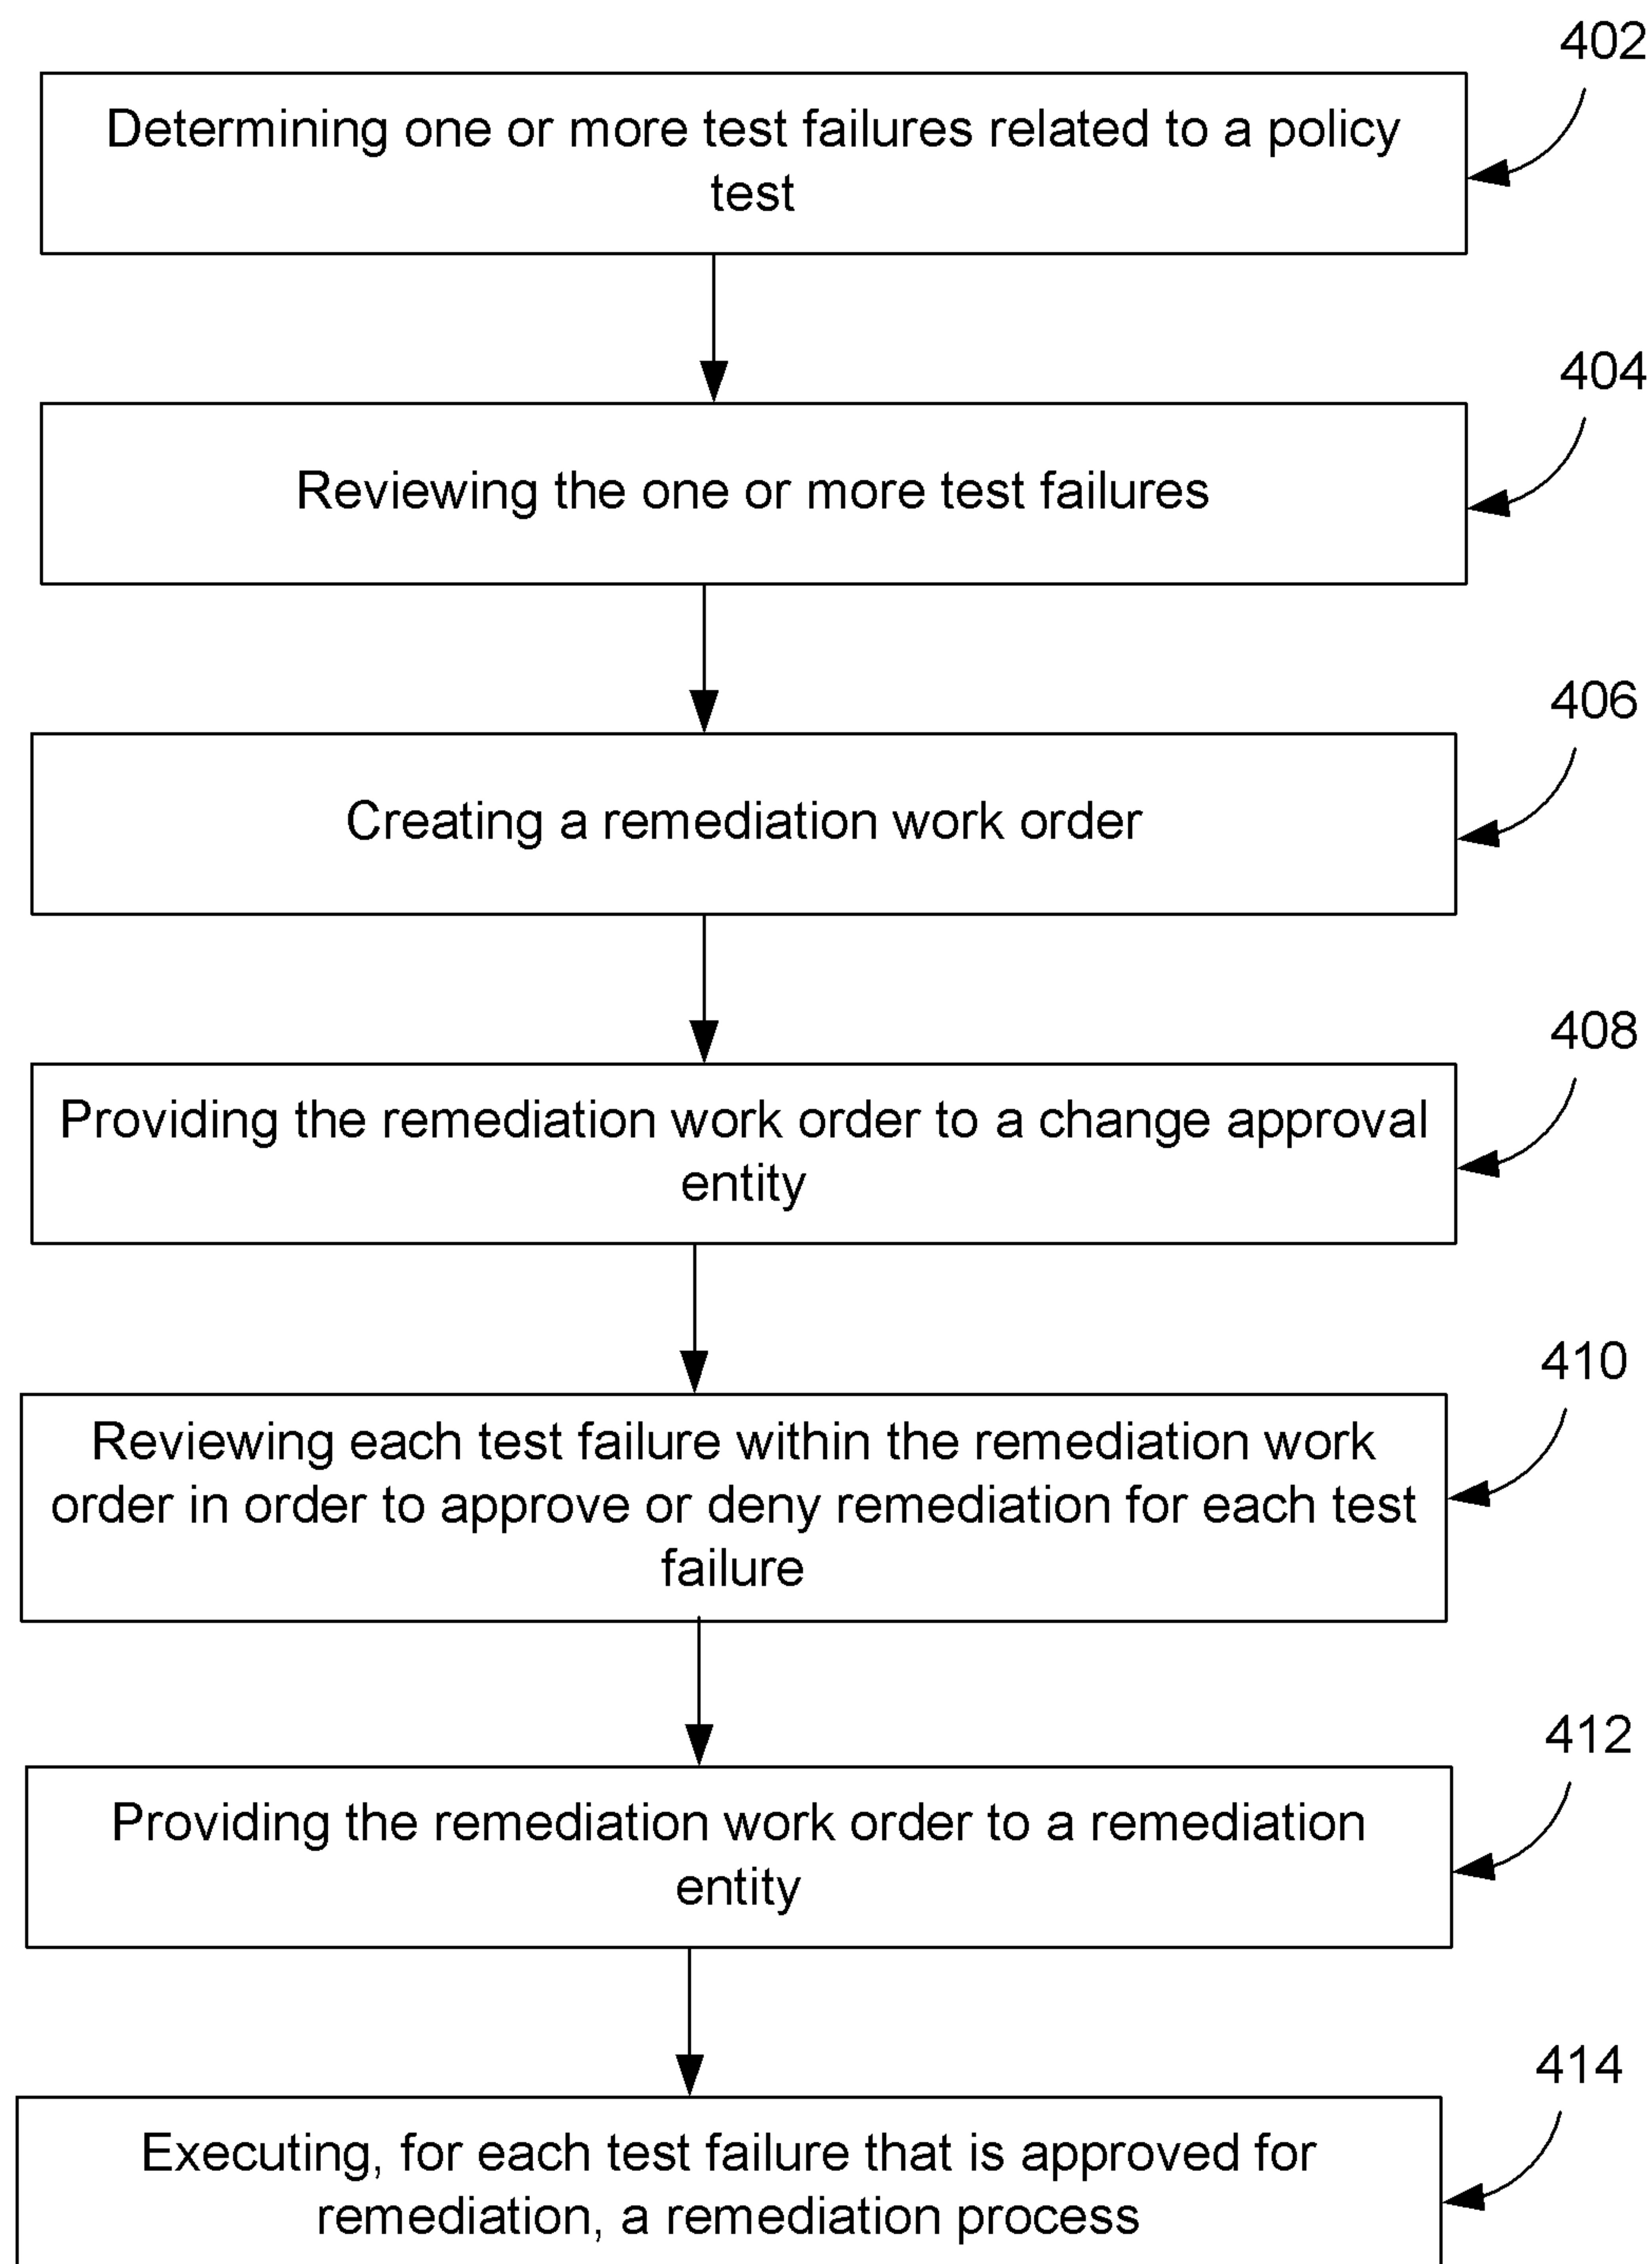 402
Determining one or more test failures related to a policy
test
404
Reviewing the one or more test failures
406
Creating a remediation work order
408
Providing the remediation work order to a change approval
entity
410
Reviewing each test failure within the remediation work
order in order to approve or deny remediation for each test
failure
412
Providing the remediation work order to a remediation
entity
414
Executing, for each test failure that is approved for
remediation, a remediation process